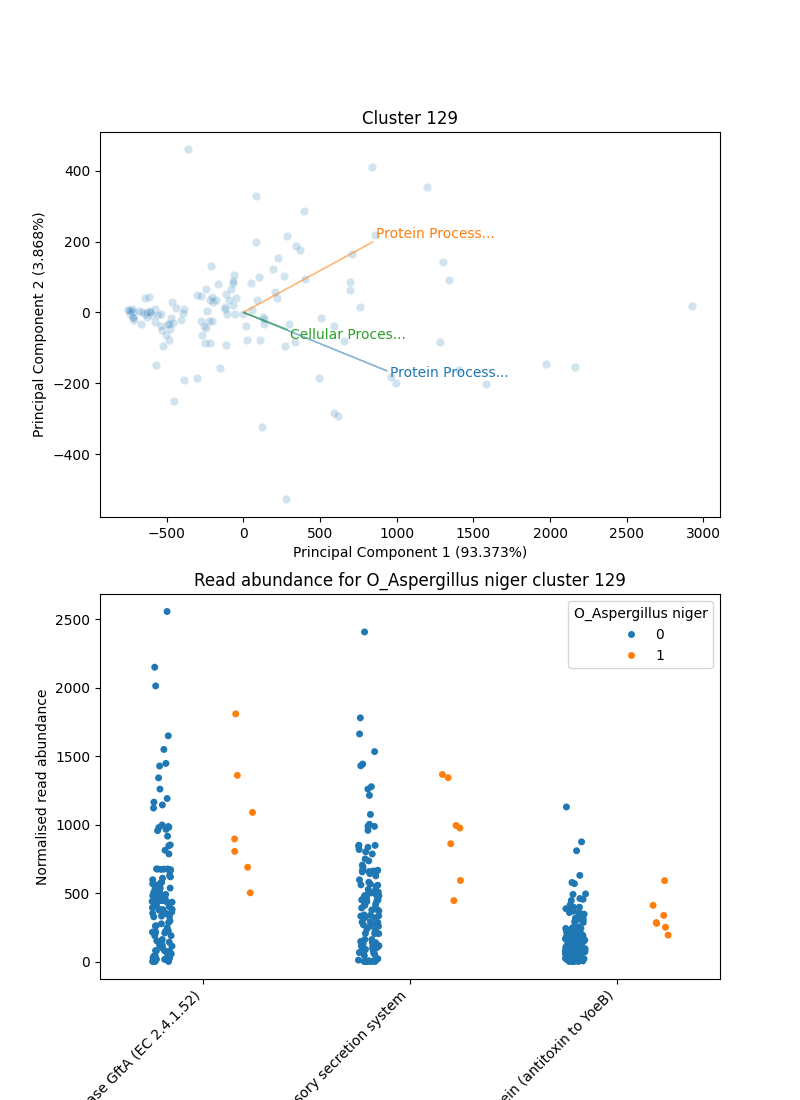 Cluster 129
Principal Component 2 (3.868%)
400
200
0
−200
−400
Protein Process...
Cellular Proces...
Protein Process...
−500
0
500
1000
1500
2000
2500
3000
Principal Component 1 (93.373%)
Read abundance for O_Aspergillus niger cluster 129
Normalised read abundance
2500
2000
1500
1000
500
0
O_Aspergillus niger
0
1
ase GftA (EC 2.4.1.52)
sory secretion system
ein (antitoxin to YoeB)